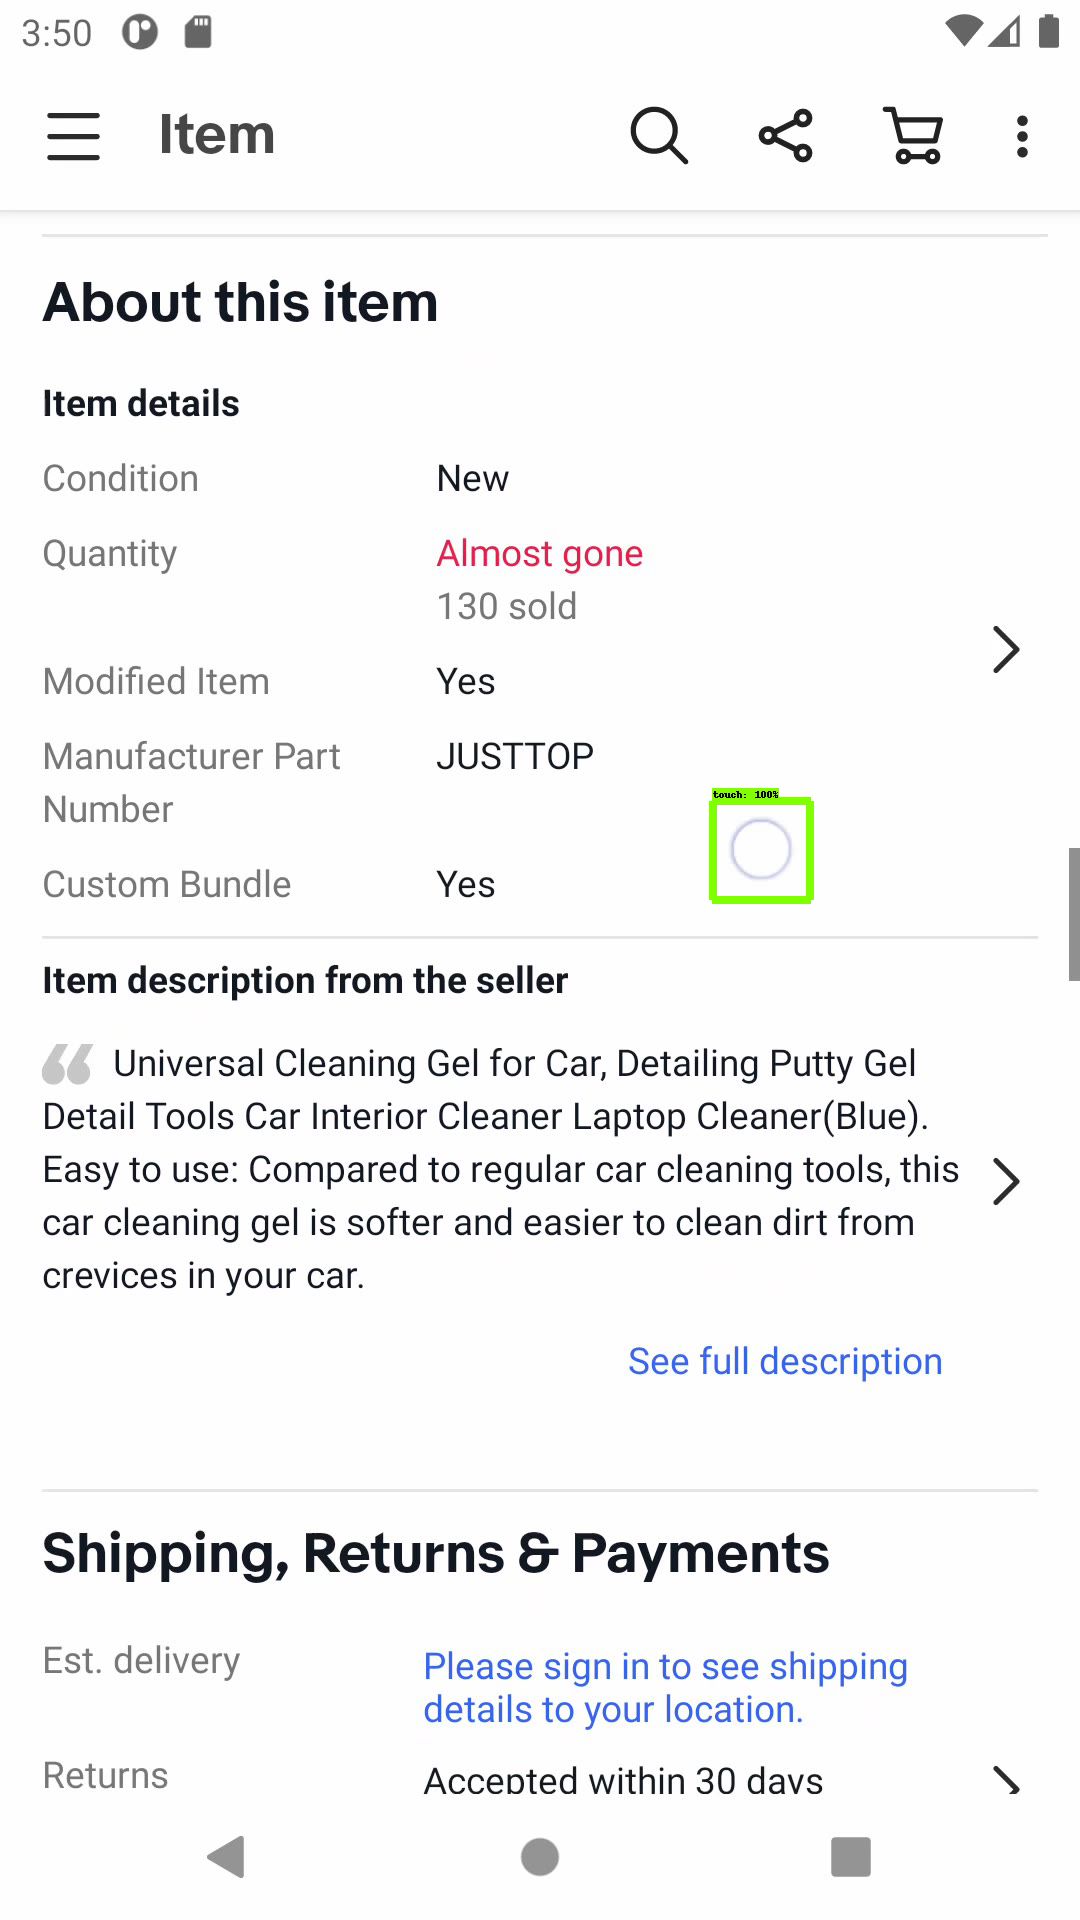 3:50
Item
About this item
Item details
Condition New
Quantity Almost gone
130 sold
Modified Item Yes
Manufacturer Part Number JUSTTOP
touch: 100%
Custom Bundle Yes
Item description from the seller
Universal Cleaning Gel for Car, Detailing Putty Gel
Detail Tools Car Interior Cleaner Laptop Cleaner(Blue).
Easy to use: Compared to regular car cleaning tools, this
car cleaning gel is softer and easier to clean dirt from
crevices in your car.
See full description
Shipping, Returns & Payments
Est. delivery Please sign in to see shipping
details to your location.
Returns Accepted within 30 days